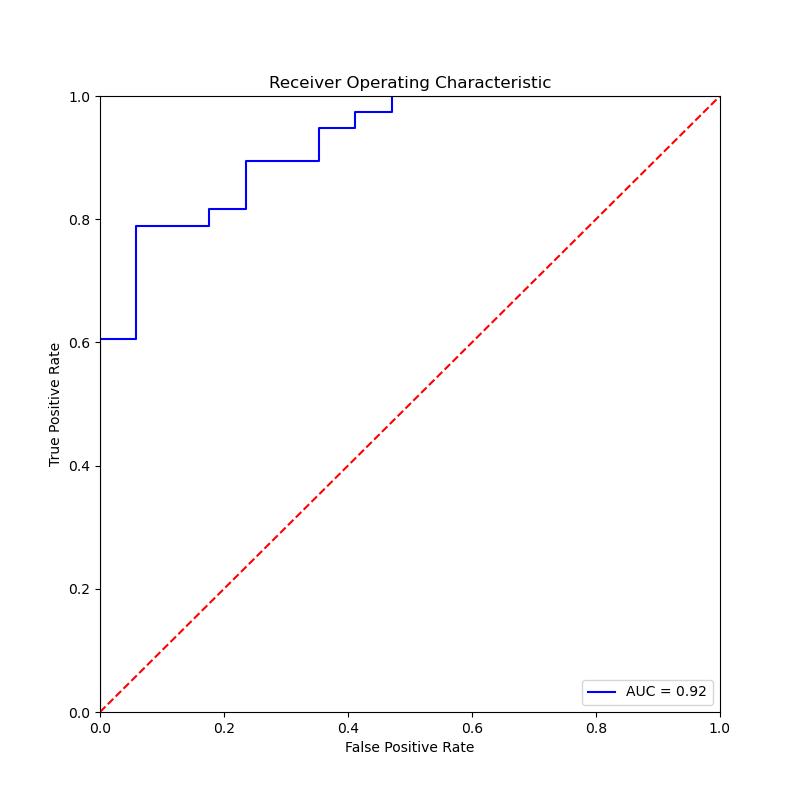 Receiver Operating Characteristic
1.0
0.8
0.6
0.4
0.2
0.0
True Positive Rate
AUC = 0.92
0.0 0.2 0.4 0.6 0.8 1.0
False Positive Rate